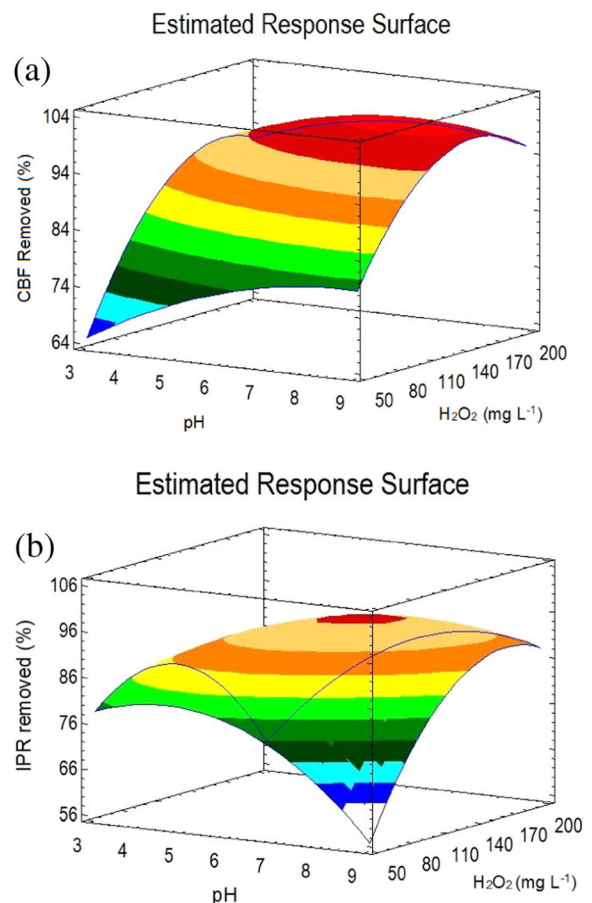 Estimated Response Surface
(a)
CBF Removed (%)
104
94
84
74
64
3 4 5 6 7 8 9
pH
50 80 110 140 170 200
H₂O₂ (mg L⁻¹)
Estimated Response Surface
(b)
IPR removed (%)
106
96
86
76
66
56
3 4 5 6 7 8 9
pH
50 80 110 140 170 200
H₂O₂ (mg L⁻¹)